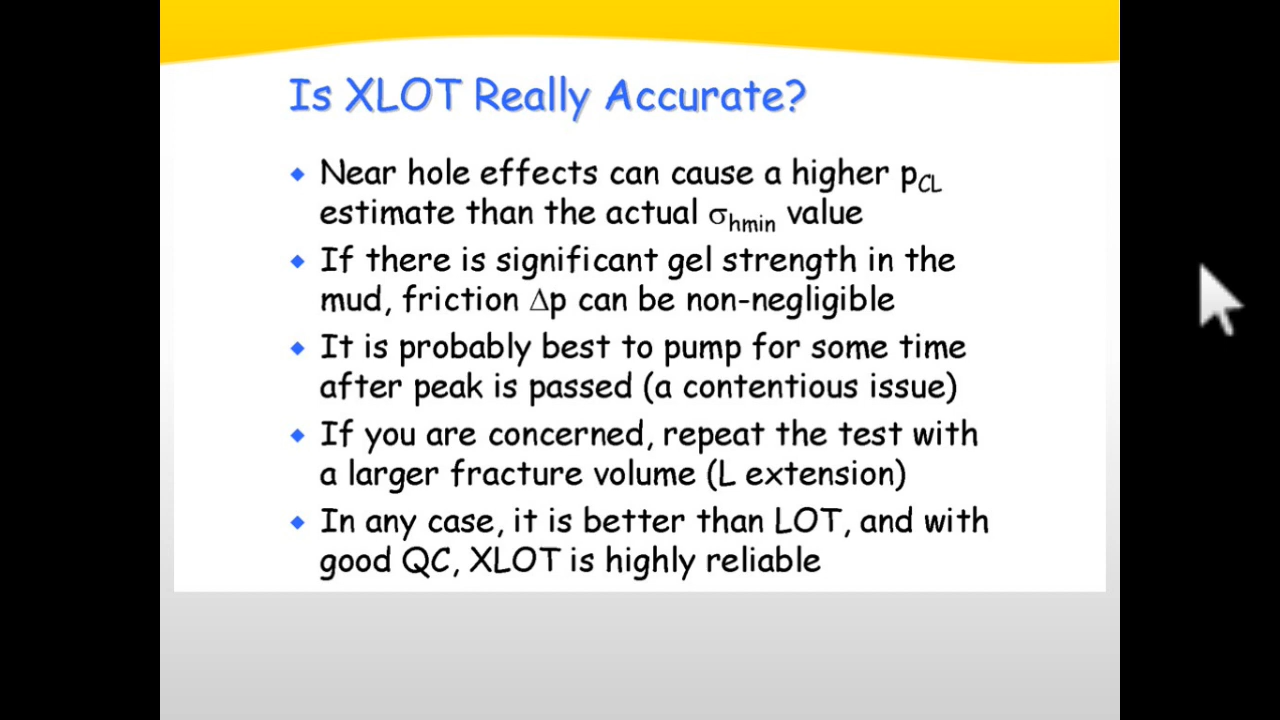 Is XLOT Really Accurate?
Near hole effects can cause a higher pCL
estimate than the actual σhmin value
If there is significant gel strength in the
mud, friction Δp can be non-negligible
It is probably best to pump for some time
after peak is passed (a contentious issue)
If you are concerned, repeat the test with
a larger fracture volume (L extension)
In any case, it is better than LOT, and with
good QC, XLOT is highly reliable